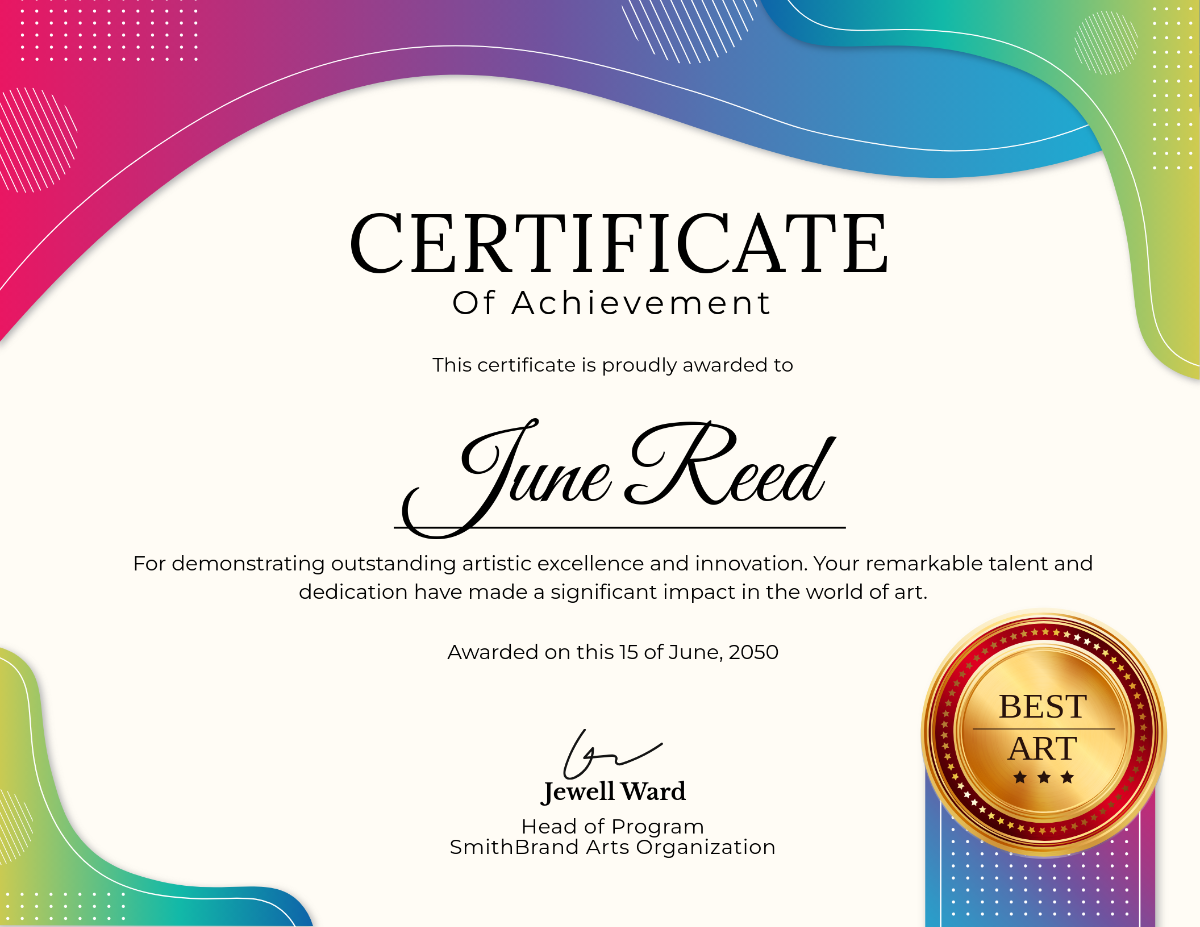 CERTIFICATE
Of Achievement
This certificate is proudly awarded to
June Reed
For demonstrating outstanding artistic excellence and innovation. Your remarkable talent and
dedication have made a significant impact in the world of art.
Awarded on this 15 of June, 2050
BEST
ART
Jewell Ward
Head of Program
SmithBrand Arts Organization